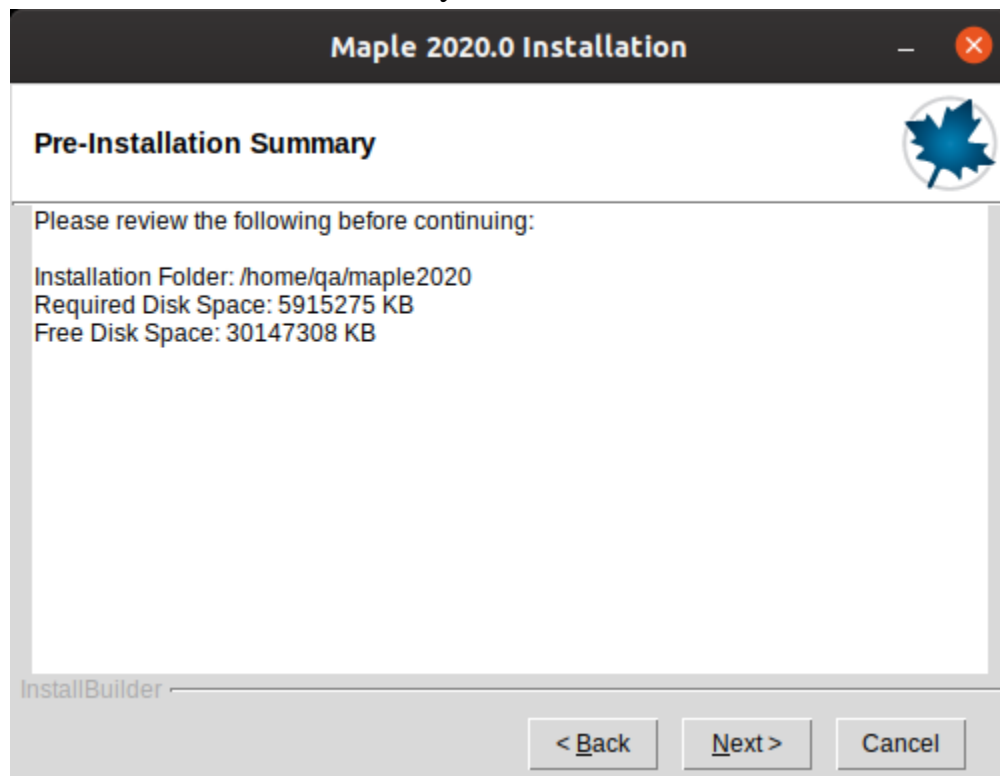 Maple 2020.0 Installation
Pre-Installation Summary
Please review the following before continuing:
Installation Folder: /home/qa/maple2020
Required Disk Space: 5915275 KB
Free Disk Space: 30147308 KB
InstallBuilder
< Back Next > Cancel